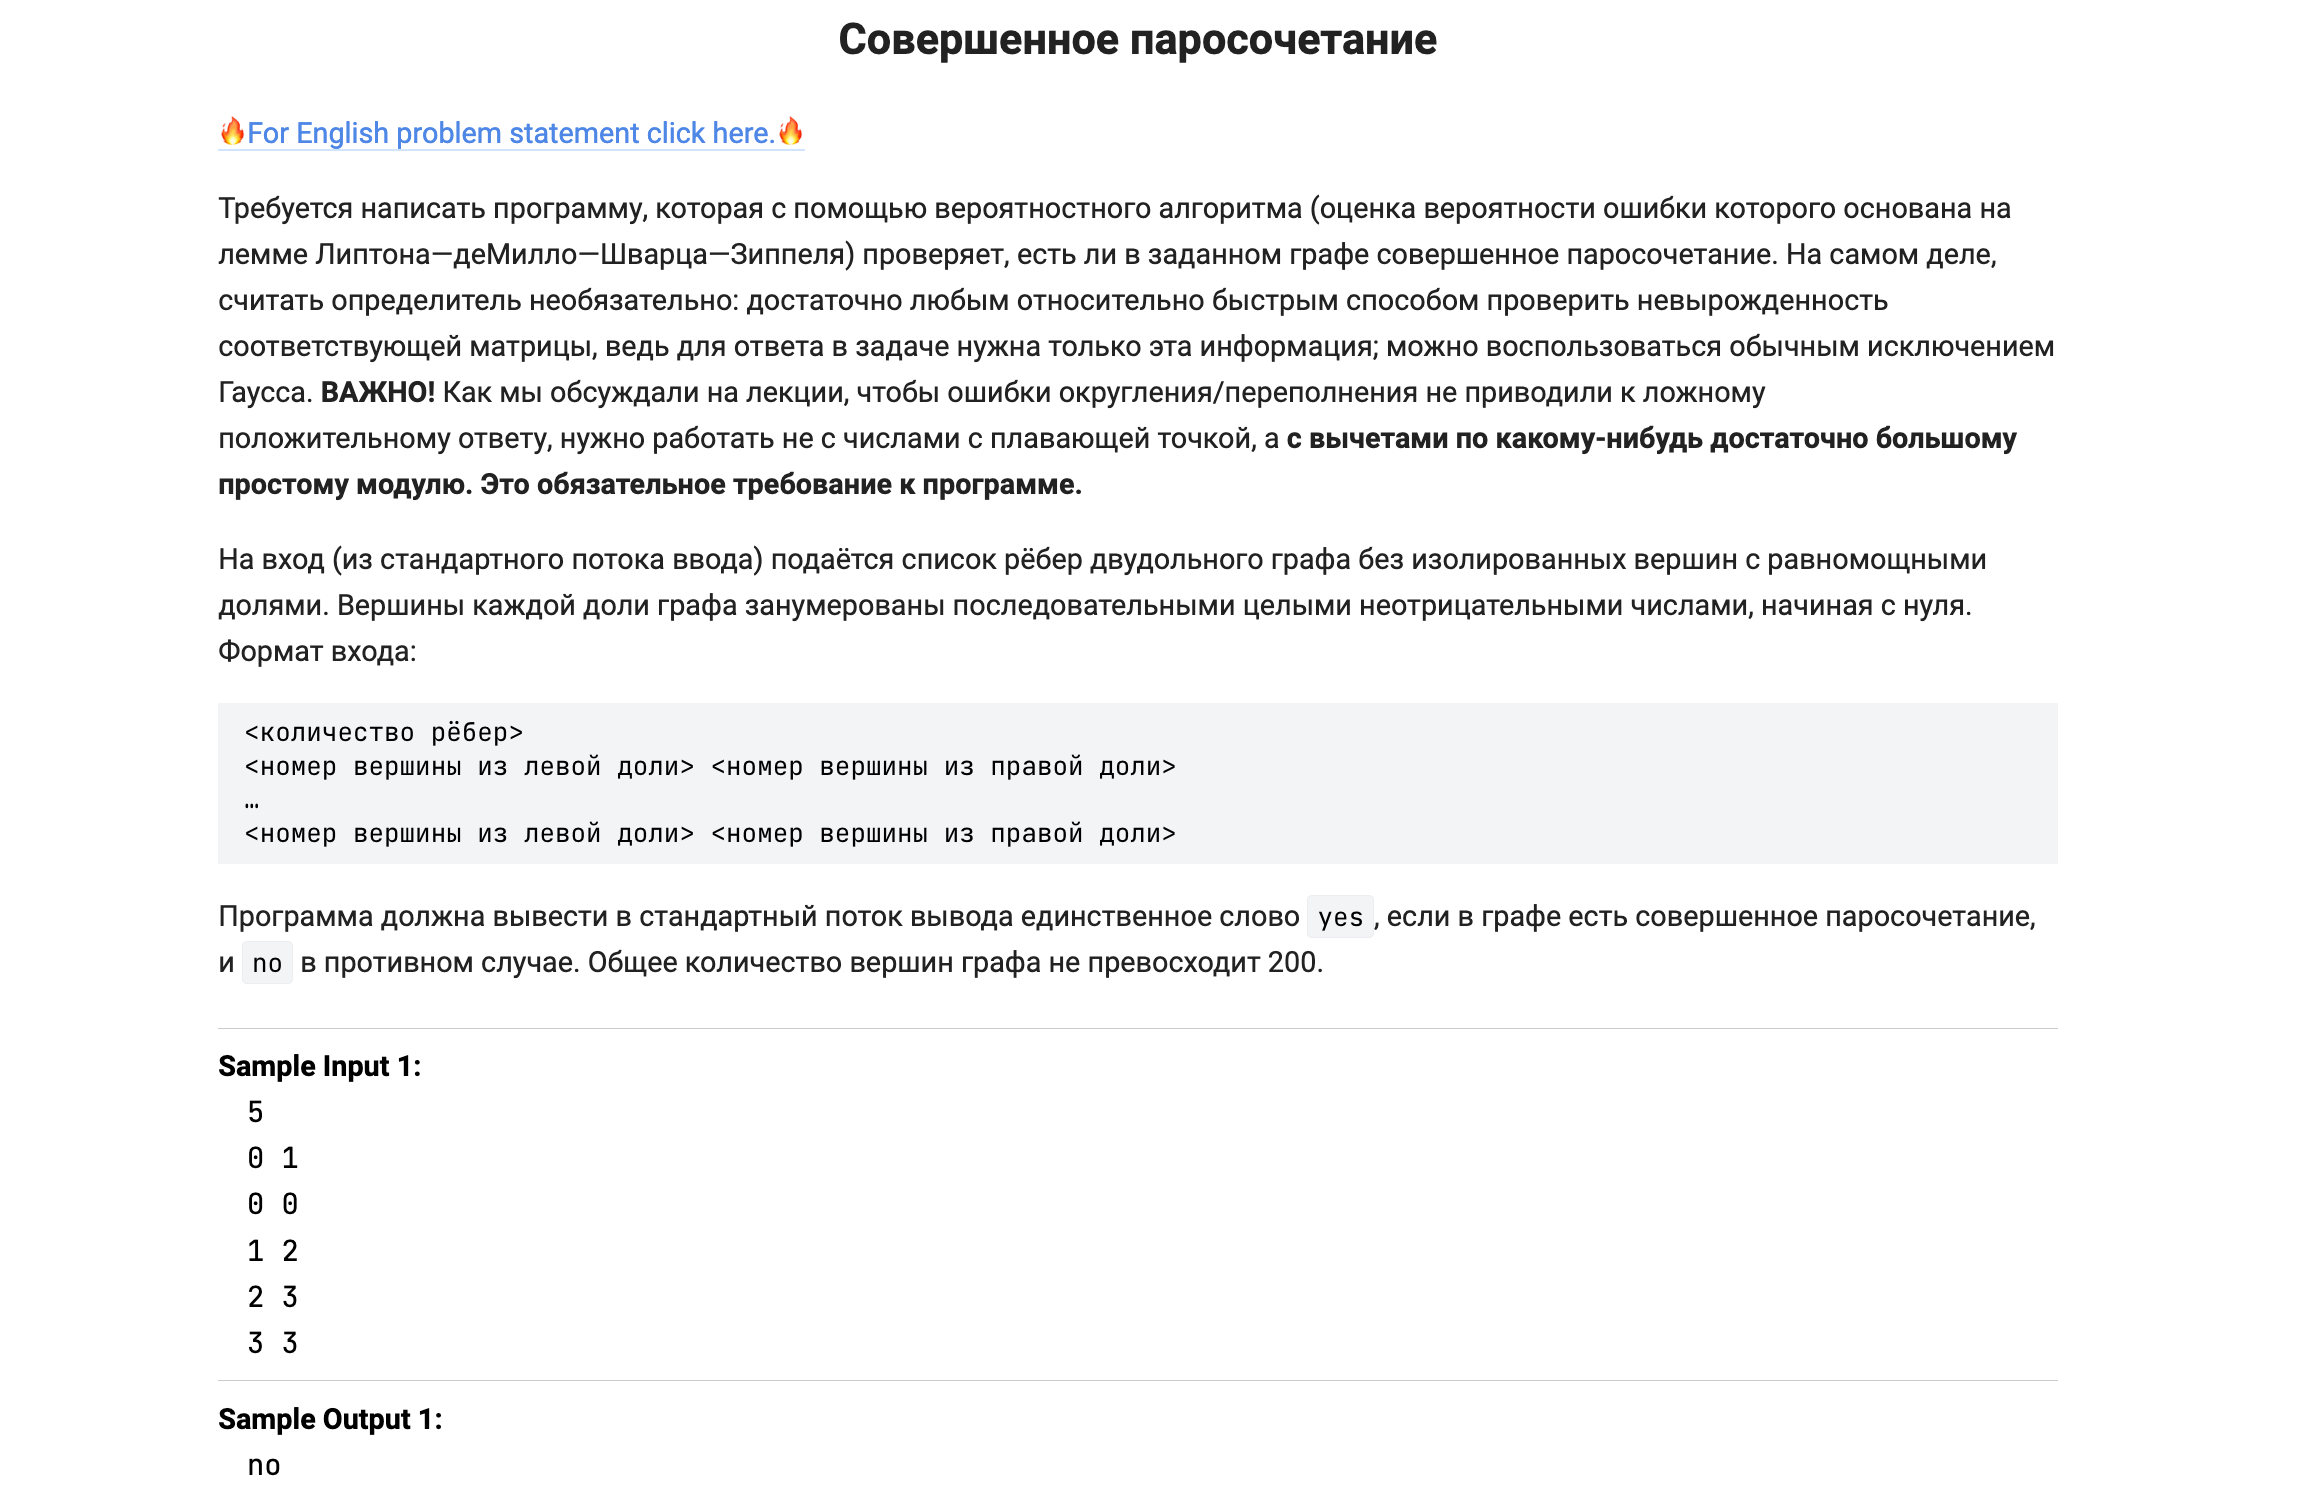 Совершенное паросочетание
🔥For English problem statement click here.🔥
Требуется написать программу, которая с помощью вероятностного алгоритма (оценка вероятности ошибки которого основана на
лемме Липтона—деМилло—Шварца—Зиппеля) проверяет, есть ли в заданном графе совершенное паросочетание. На самом деле,
считать определитель необязательно: достаточно любым относительно быстрым способом проверить невырожденность
соответствующей матрицы, ведь для ответа в задаче нужна только эта информация; можно воспользоваться обычным исключением
Гаусса. ВАЖНО! Как мы обсуждали на лекции, чтобы ошибки округления/переполнения не приводили к ложному
положительному ответу, нужно работать не с числами с плавающей точкой, а с вычетами по какому-нибудь достаточно большому
простому модулю. Это обязательное требование к программе.
На вход (из стандартного потока ввода) подаётся список рёбер двудольного графа без изолированных вершин с равномощными
долями. Вершины каждой доли графа занумерованы последовательными целыми неотрицательными числами, начиная с нуля.
Формат входа:
<количество рёбер>
<номер вершины из левой доли> <номер вершины из правой доли>
…
<номер вершины из левой доли> <номер вершины из правой доли>
Программа должна вывести в стандартный поток вывода единственное слово yes, если в графе есть совершенное паросочетание,
и no в противном случае. Общее количество вершин графа не превосходит 200.
Sample Input 1:
5
0 1
0 0
1 2
2 3
3 3
Sample Output 1:
no